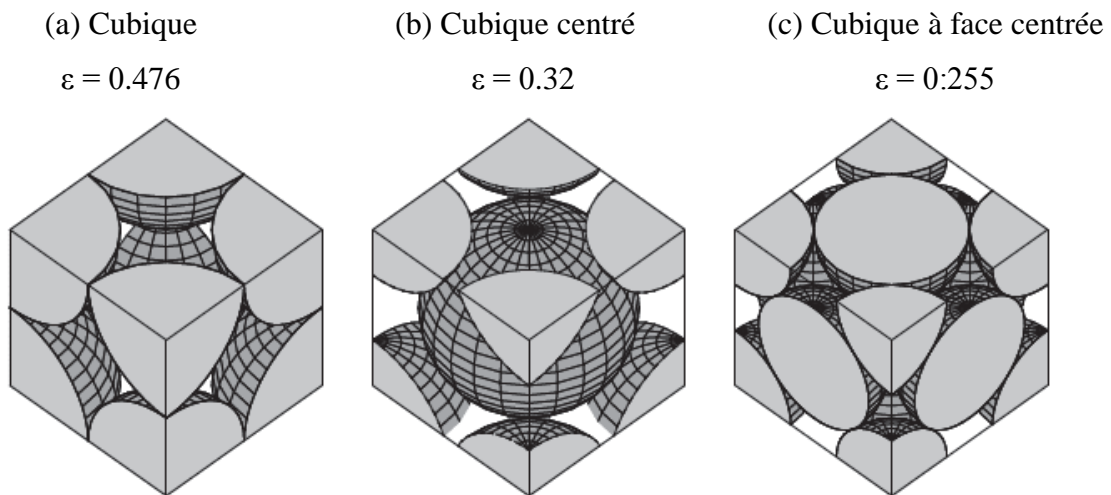 (a) Cubique (b) Cubique centré (c) Cubique à face centrée
ε = 0.476 ε = 0.32 ε = 0:255